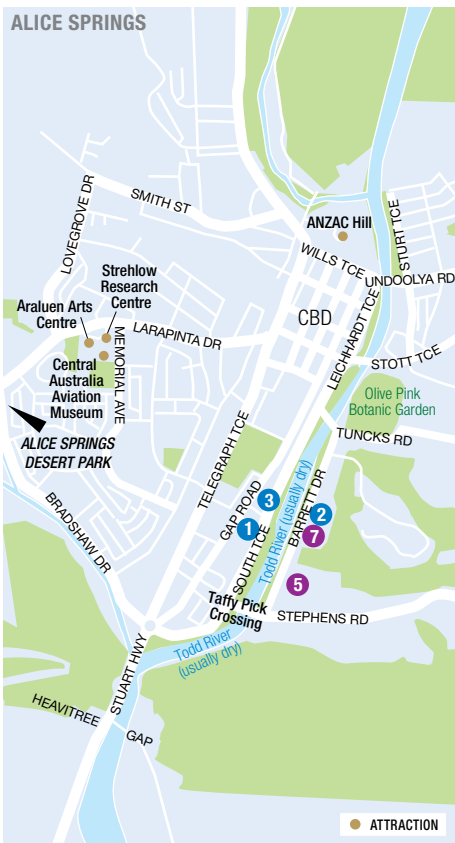 ALICE SPRINGS
SMITH ST
LOVEGROVE DR
ANZAC Hill
STURT TCE
WILLS TCE
UNDOOLYA RD
Strehlow
Research
Centre
Araluen Arts
Centre
LARAPINTA DR
CBD
LEICHHARDT TCE
MEMORIAL AVE
Central
Australia
Aviation
Museum
STOTT TCE
Olive Pink
Botanic Garden
ALICE SPRINGS
DESERT PARK
TUNCKS RD
TELEGRAPH TCE
GAP ROAD
Todd River (usually dry)
BARRETT DR
BRADSHAW DR
3
2
1
7
SOUTH TCE
5
Taffy Pick
Crossing
STEPHENS RD
Todd River
(usually dry)
STUART HWY
HEAVITREE
GAP
ATTRACTION